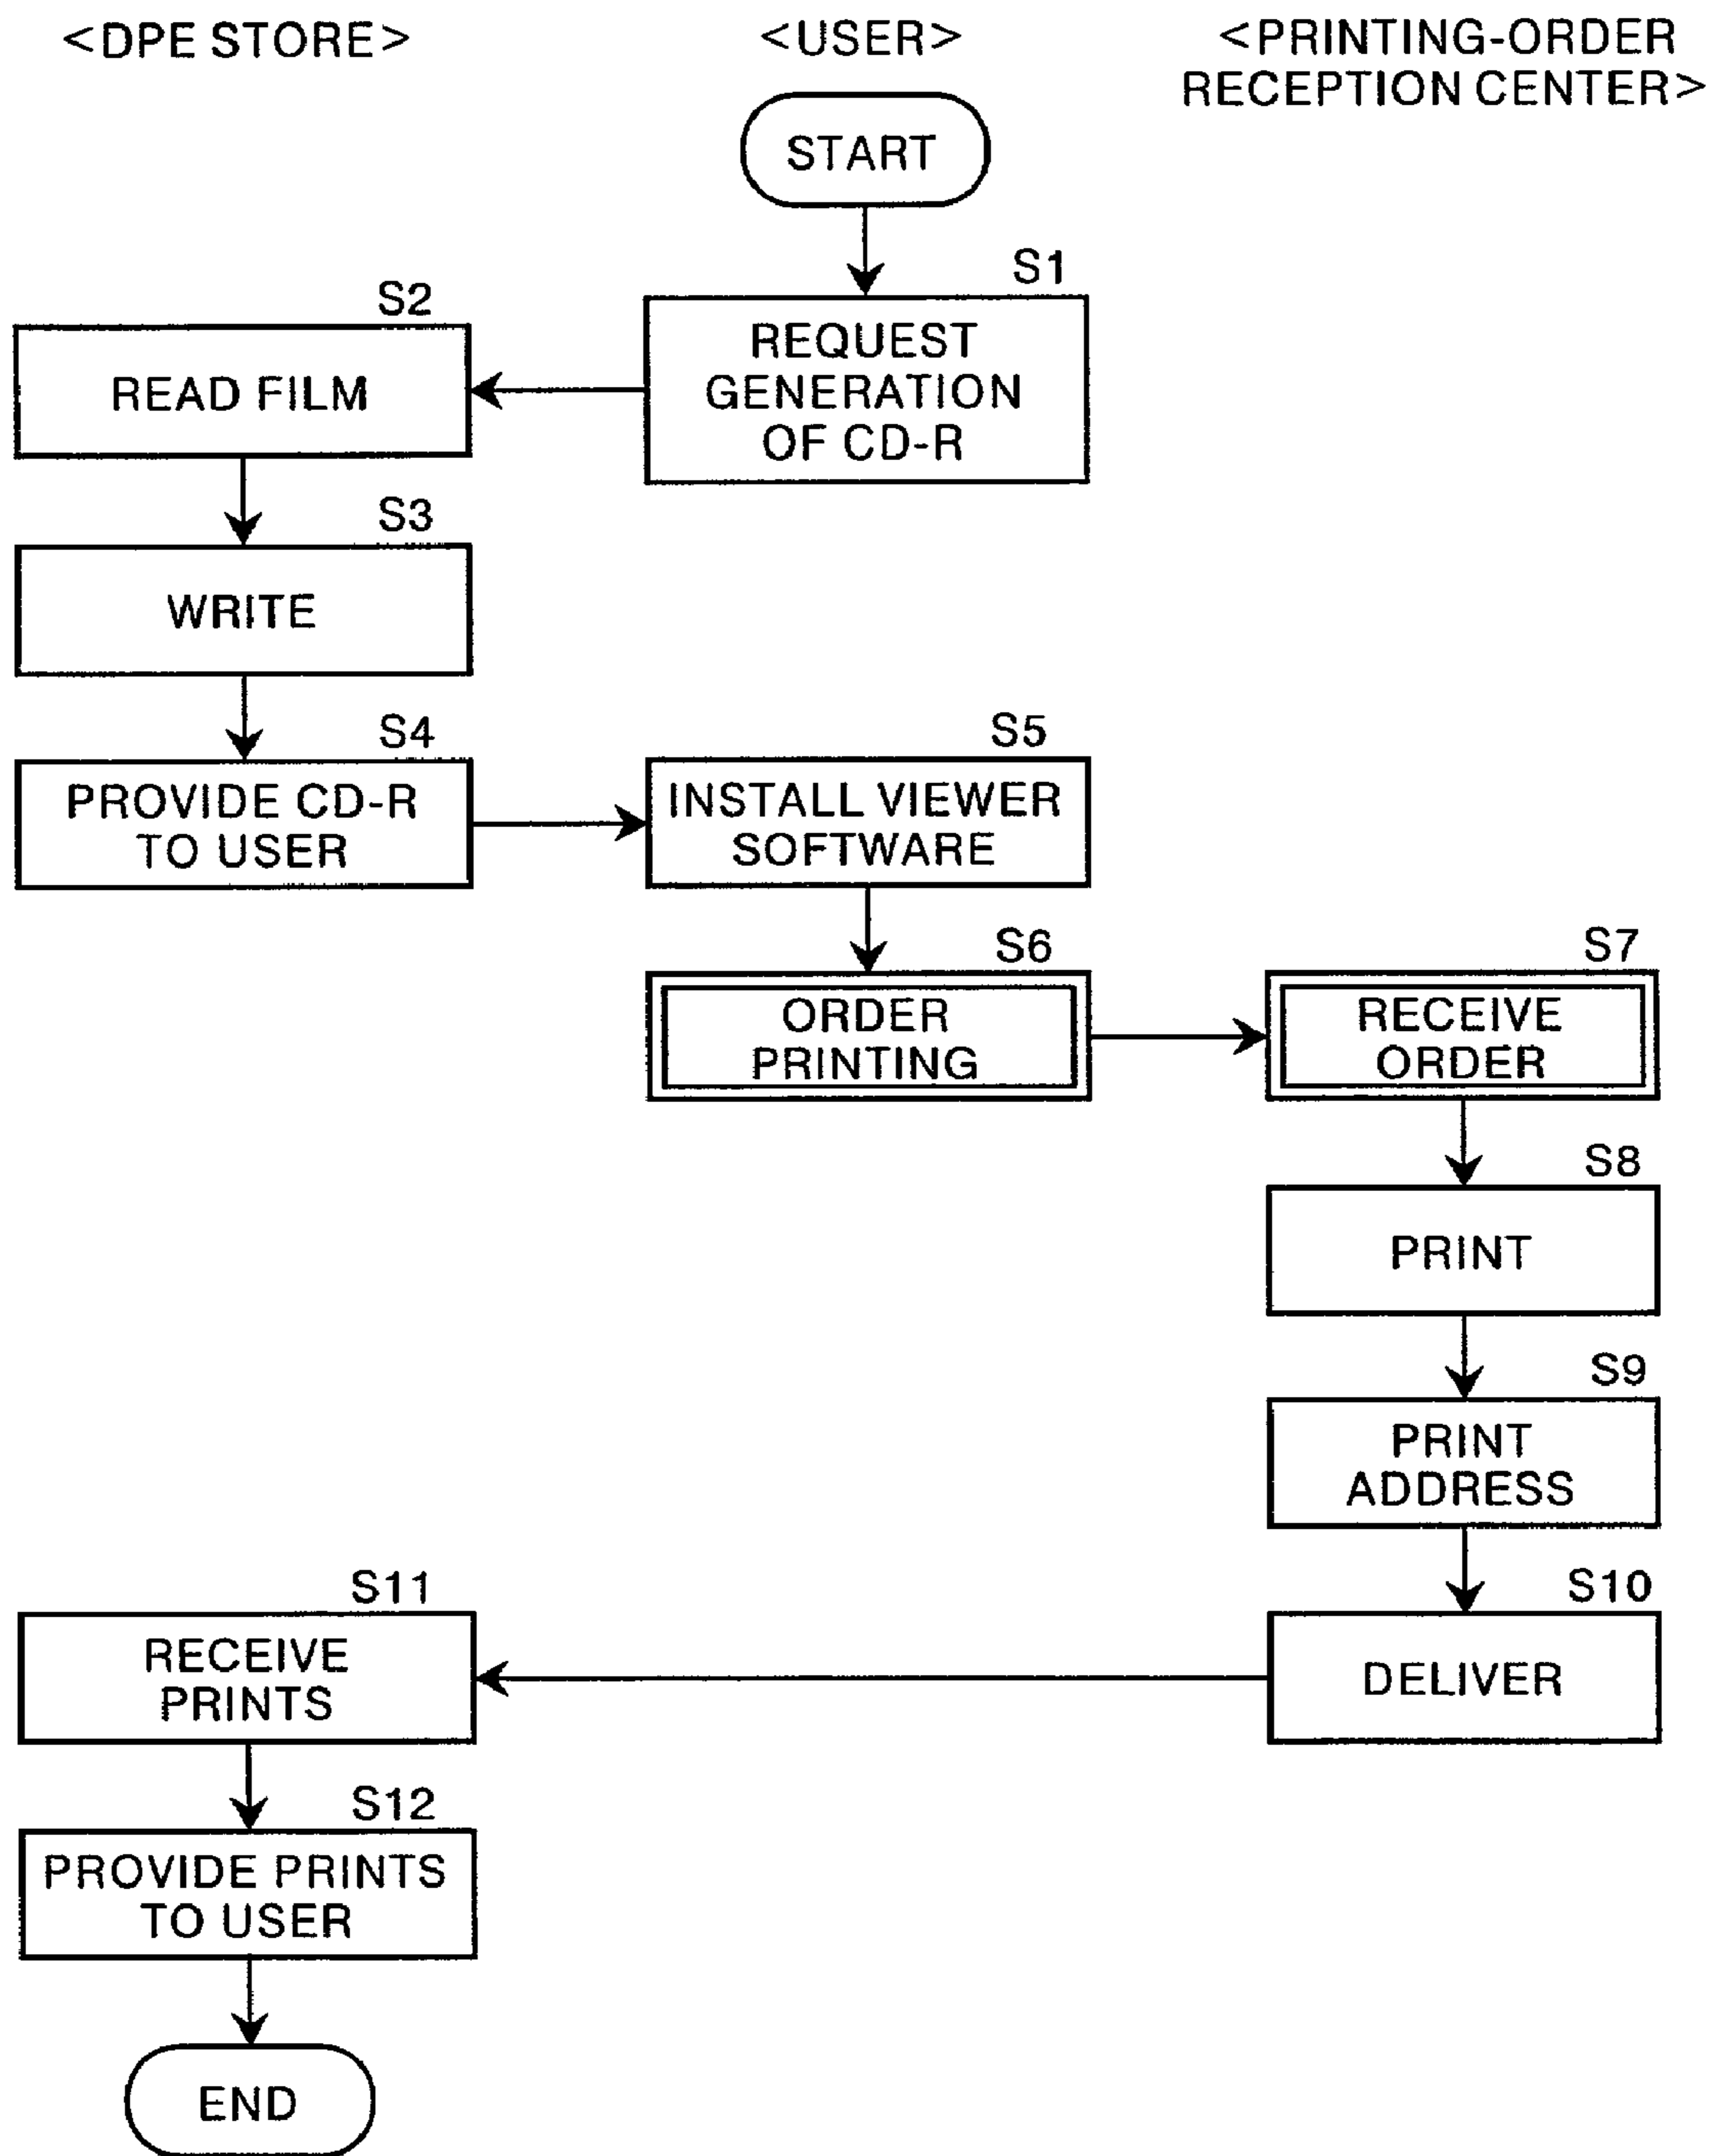 <DPE STORE>
<USER>
<PRINTING-ORDER
RECEPTION CENTER>
START
S1
REQUEST
GENERATION
OF CD-R
S2
READ FILM
S3
WRITE
S4
PROVIDE CD-R
TO USER
S5
INSTALL VIEWER
SOFTWARE
S6
ORDER
PRINTING
S7
RECEIVE
ORDER
S8
PRINT
S9
PRINT
ADDRESS
S10
DELIVER
S11
RECEIVE
PRINTS
S12
PROVIDE PRINTS
TO USER
END